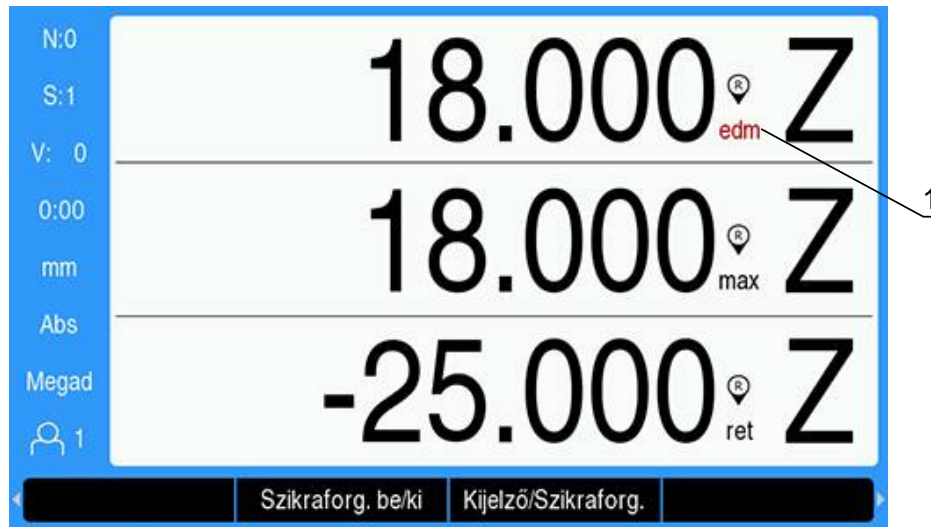 N:0
S:1
V: 0
0:00
mm
Abs
Megad
1
18.000 R edm Z
18.000 R max Z
-25.000 R ret Z
1
Szikraforg. be/ki Kijelző/Szikraforg.